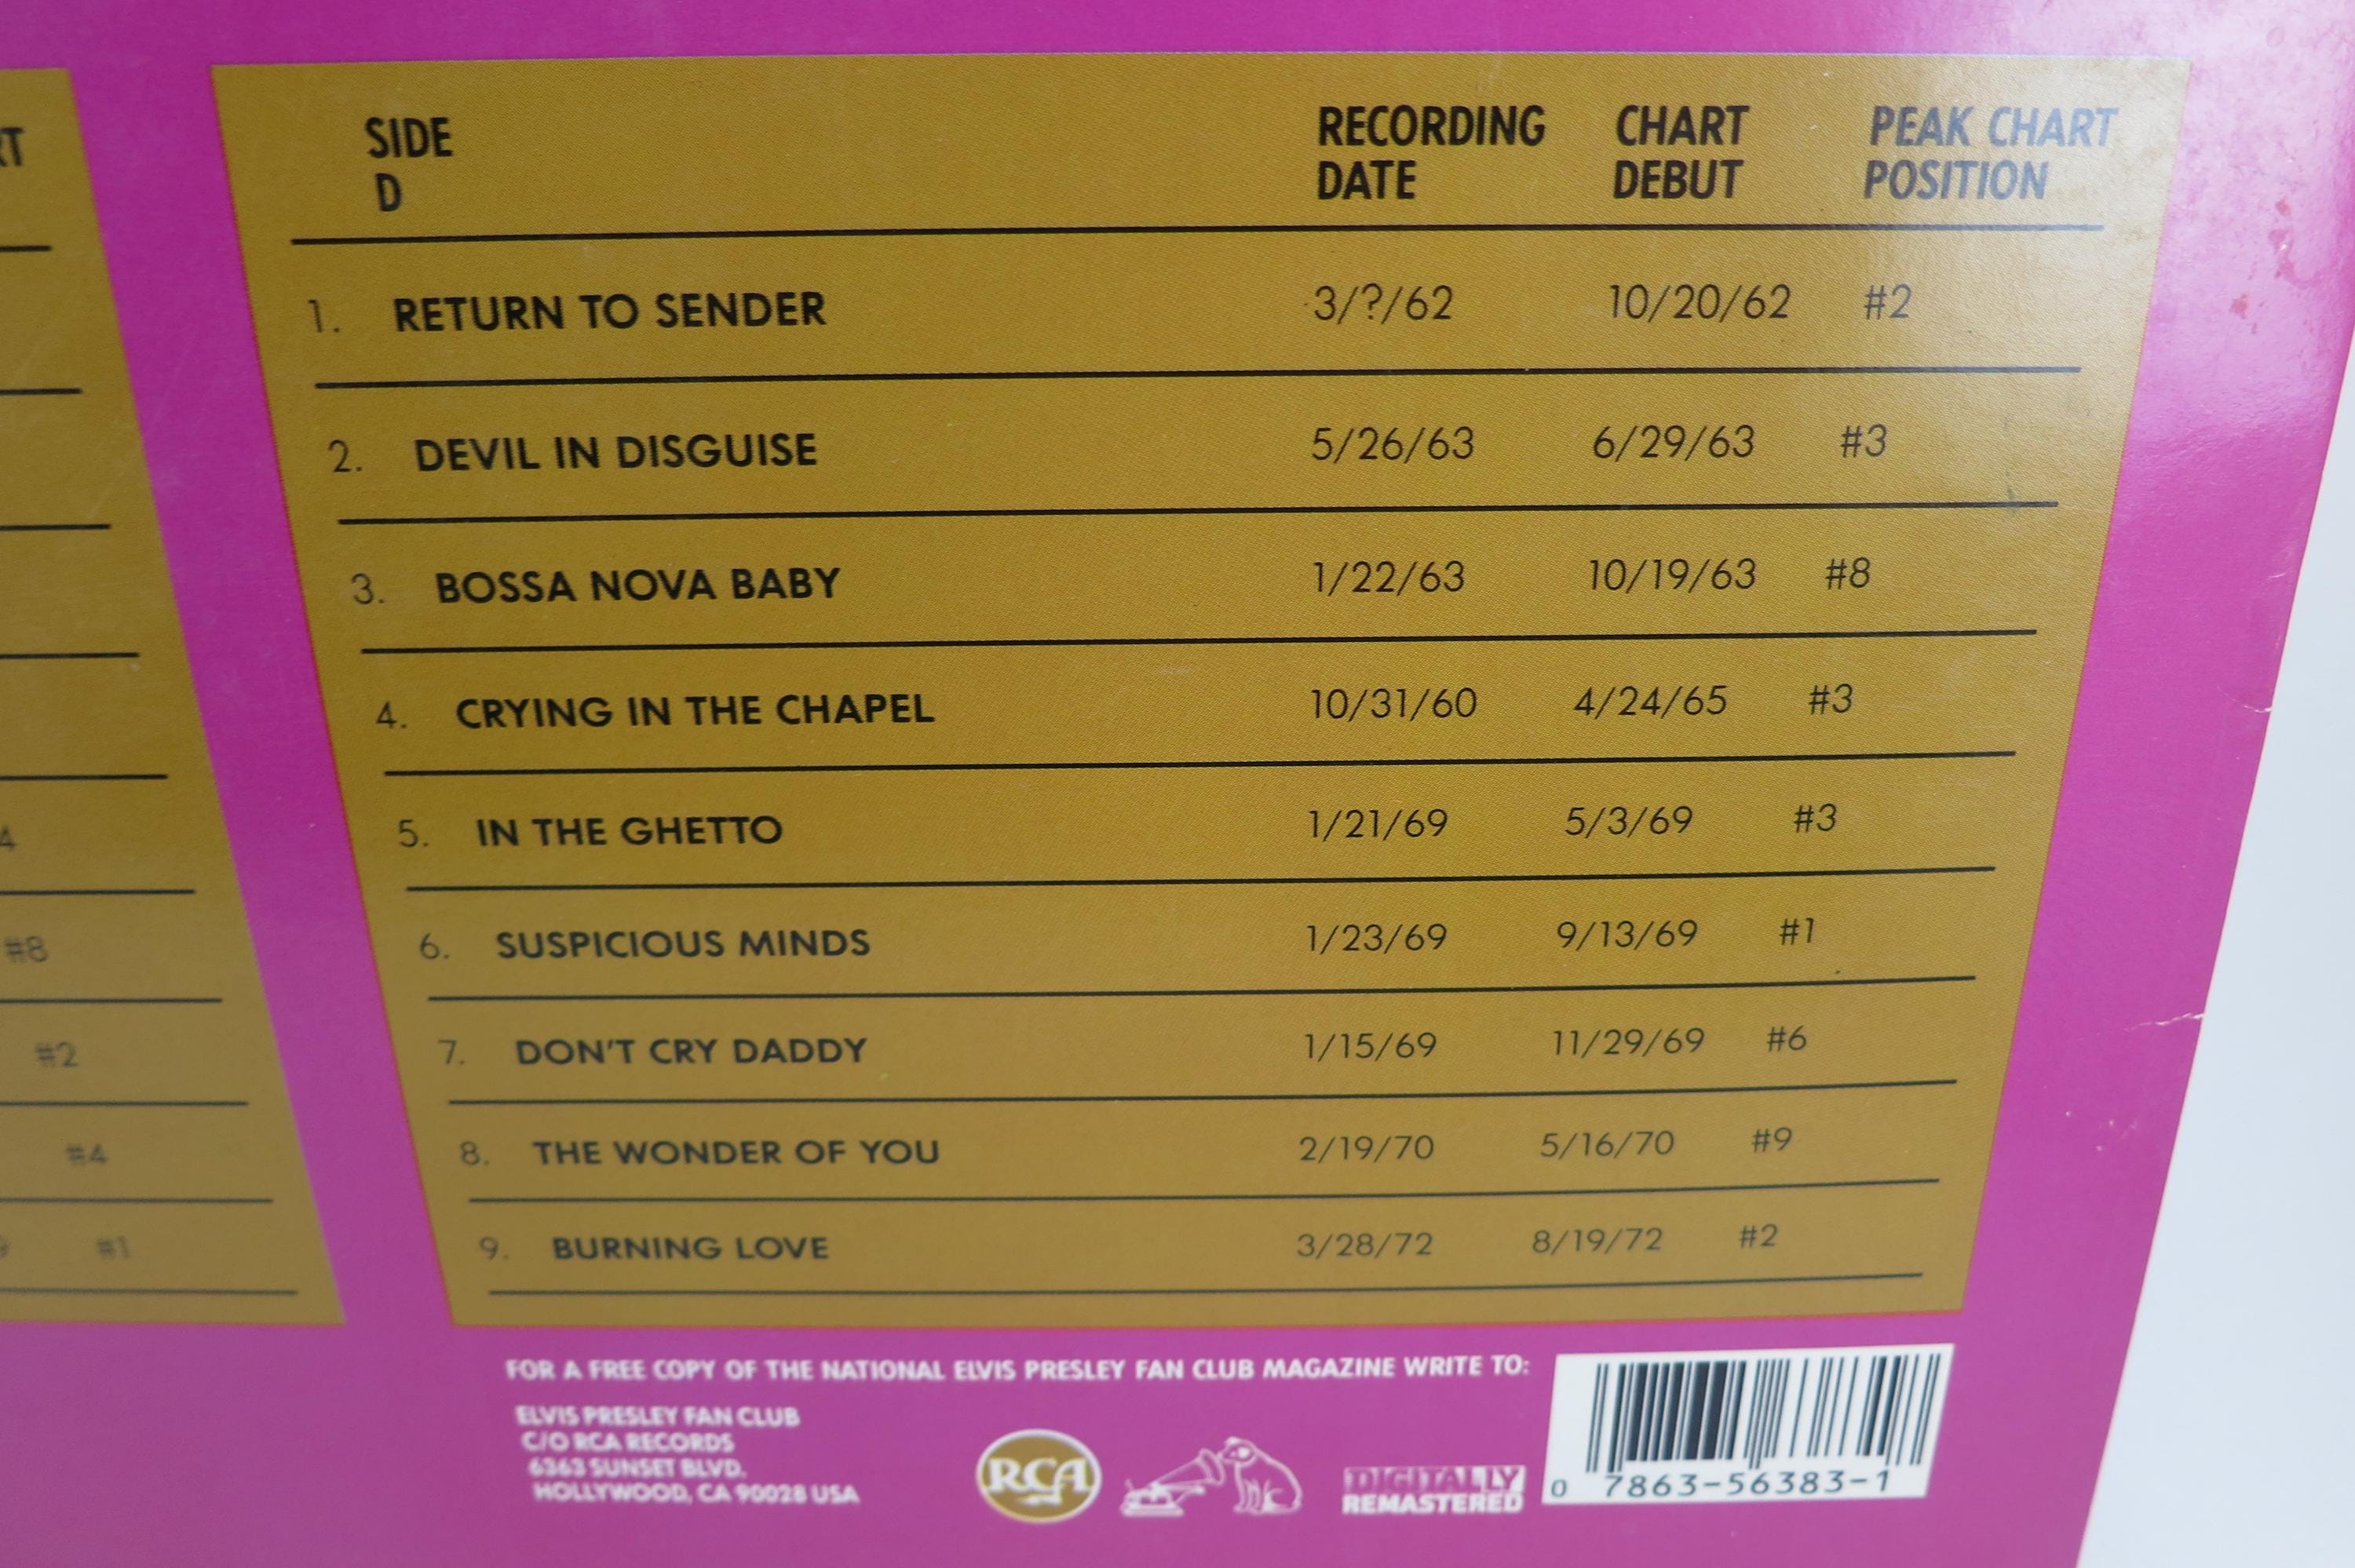 RT
4
#8
#2
#4
#1
SIDE D RECORDING DATE CHART DEBUT PEAK CHART POSITION
1. RETURN TO SENDER 3/?/62 10/20/62 #2
2. DEVIL IN DISGUISE 5/26/63 6/29/63 #3
3. BOSSA NOVA BABY 1/22/63 10/19/63 #8
4. CRYING IN THE CHAPEL 10/31/60 4/24/65 #3
5. IN THE GHETTO 1/21/69 5/3/69 #3
6. SUSPICIOUS MINDS 1/23/69 9/13/69 #1
7. DON'T CRY DADDY 1/15/69 11/29/69 #6
8. THE WONDER OF YOU 2/19/70 5/16/70 #9
9. BURNING LOVE 3/28/72 8/19/72 #2
FOR A FREE COPY OF THE NATIONAL ELVIS PRESLEY FAN CLUB MAGAZINE WRITE TO:
ELVIS PRESLEY FAN CLUB
C/O RCA RECORDS
6363 SUNSET BLVD.
HOLLYWOOD, CA 90028 USA
RCA
DIGITALLY
REMASTERED
0 7863-56383-1